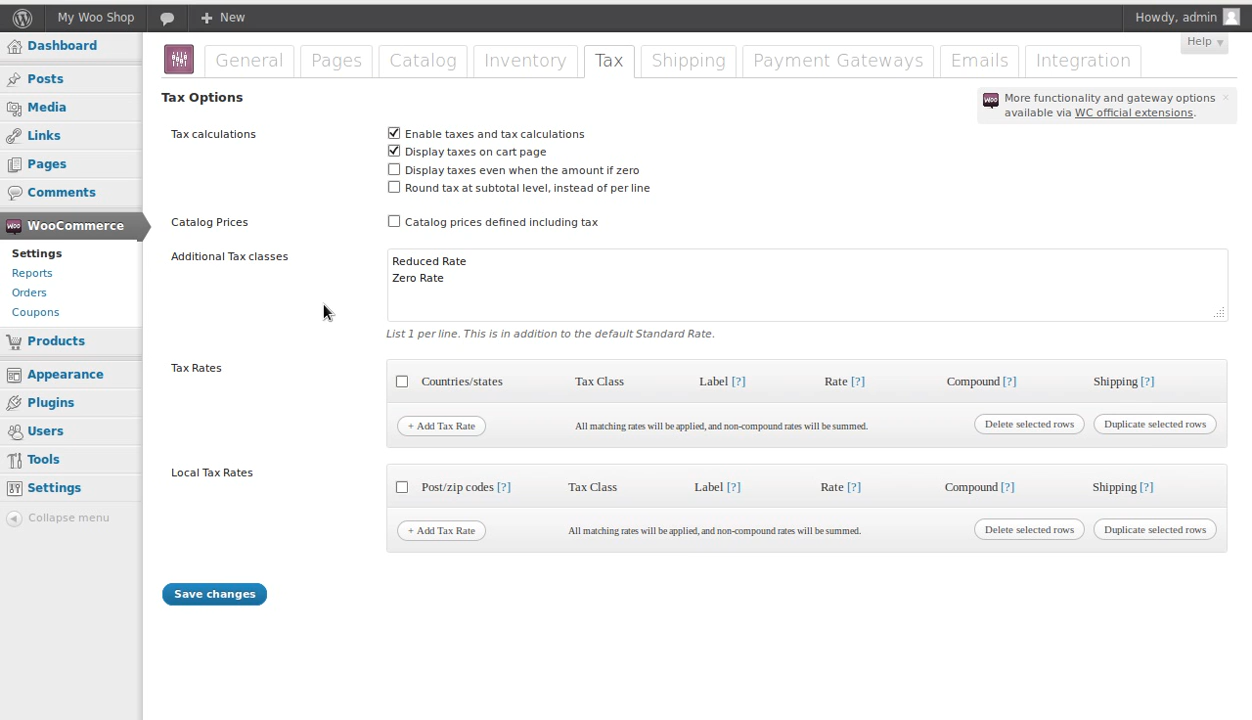 My Woo Shop + New Howdy, admin
Dashboard
Posts
Media
Links
Pages
Comments
WooCommerce
Settings
Reports
Orders
Coupons
Products
Appearance
Plugins
Users
Tools
Settings
Collapse menu
Help
General Pages Catalog Inventory Tax Shipping Payment Gateways Emails Integration
Woo More functionality and gateway options
available via WC official extensions.
Tax Options
Tax calculations
Enable taxes and tax calculations
Display taxes on cart page
Display taxes even when the amount if zero
Round tax at subtotal level, instead of per line
Catalog Prices Catalog prices defined including tax
Additional Tax classes
Reduced Rate
Zero Rate
List 1 per line. This is in addition to the default Standard Rate.
Tax Rates
Countries/states Tax Class Label [?] Rate [?] Compound [?] Shipping [?]
+ Add Tax Rate All matching rates will be applied, and non-compound rates will be summed. Delete selected rows Duplicate selected rows
Local Tax Rates
Post/zip codes [?] Tax Class Label [?] Rate [?] Compound [?] Shipping [?]
+ Add Tax Rate All matching rates will be applied, and non-compound rates will be summed. Delete selected rows Duplicate selected rows
Save changes